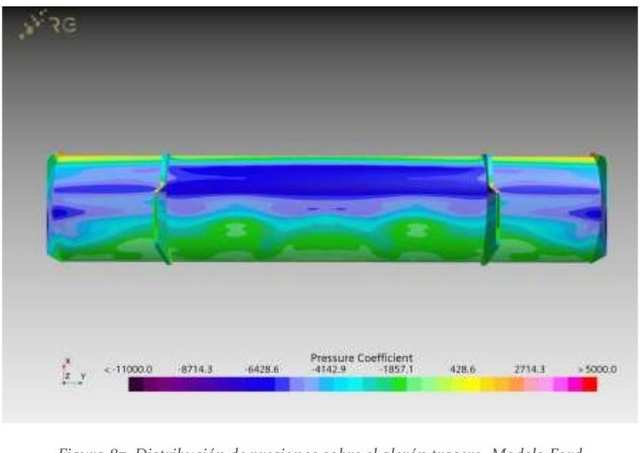 RG
Pressure Coefficient
< -11000.0 -8714.3 -6428.6 -4142.9 -1857.1 428.6 2714.3 > 5000.0
X
Z Y
Figura 87. Distribución de presiones sobre el alerón trasero. Modelo Ford